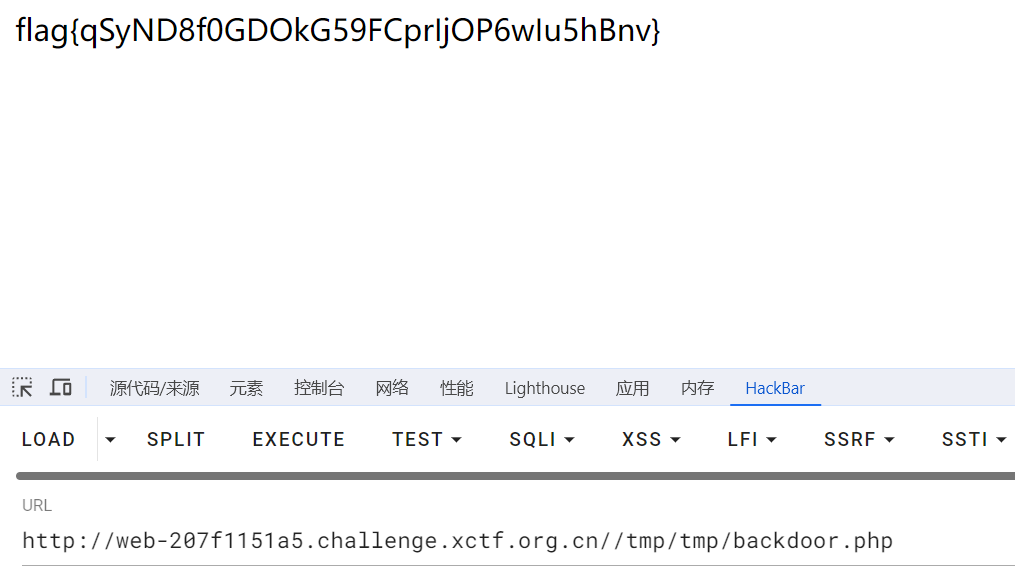 flag{qSyND8f0GDOkG59FCprIjOP6wIu5hBnv}
源代码/来源 元素 控制台 网络 性能 Lighthouse 应用 内存 HackBar
LOAD SPLIT EXECUTE TEST SQLI XSS LFI SSRF SSTI
URL
http://web-207f1151a5.challenge.xctf.org.cn//tmp/tmp/backdoor.php